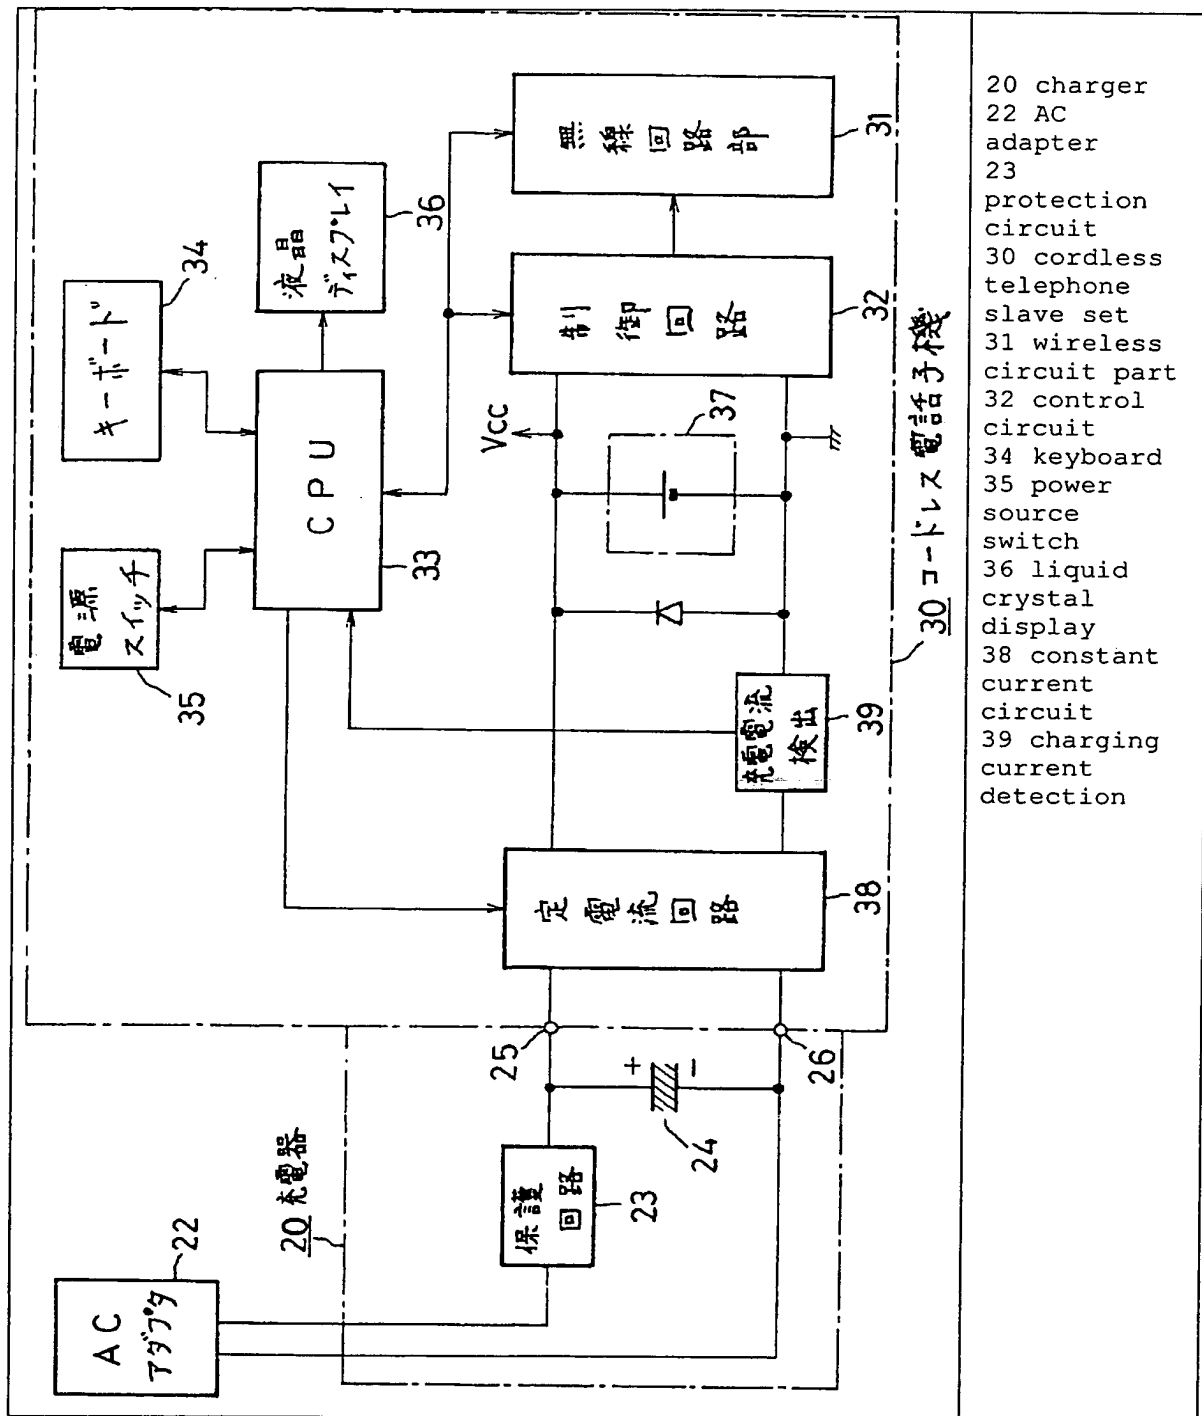 AC
アダプタ
22
20 充電器
保護
回路
23
24
+
-
25
26
定電流回路
38
充電電流
検出
39
電源
スイッチ
35
キーボード
34
CPU
33
液晶
ディスプレイ
36
Vcc
37
制御回路
32
無線回路部
31
30 コードレス電話子機
20 charger
22 AC
adapter
23
protection
circuit
30 cordless
telephone
slave set
31 wireless
circuit part
32 control
circuit
34 keyboard
35 power
source
switch
36 liquid
crystal
display
38 constant
current
circuit
39 charging
current
detection